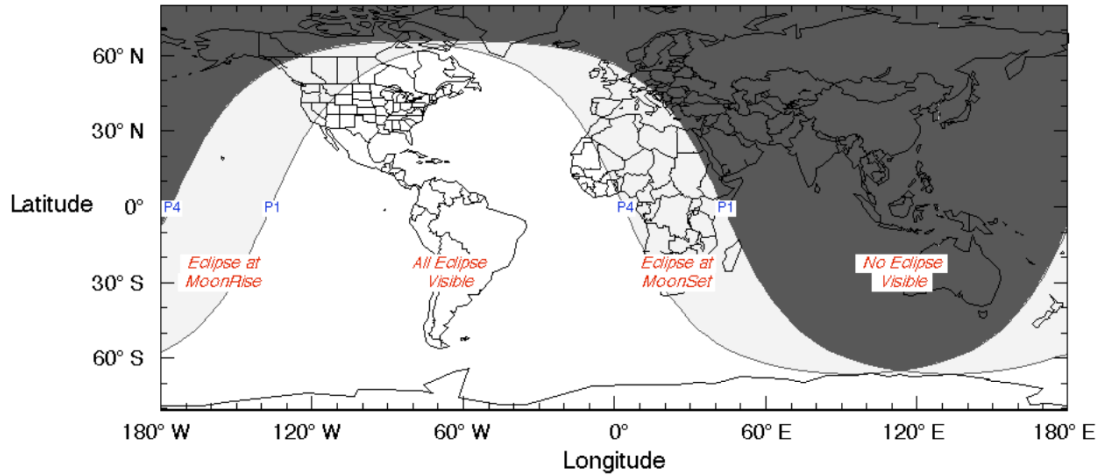 60° N
30° N
Latitude
0°
P4
P1
P4
P1
Eclipse at
MoonRise
All Eclipse
Visible
Eclipse at
MoonSet
No Eclipse
Visible
30° S
60° S
180° W
120° W
60° W
0°
60° E
120° E
180° E
Longitude